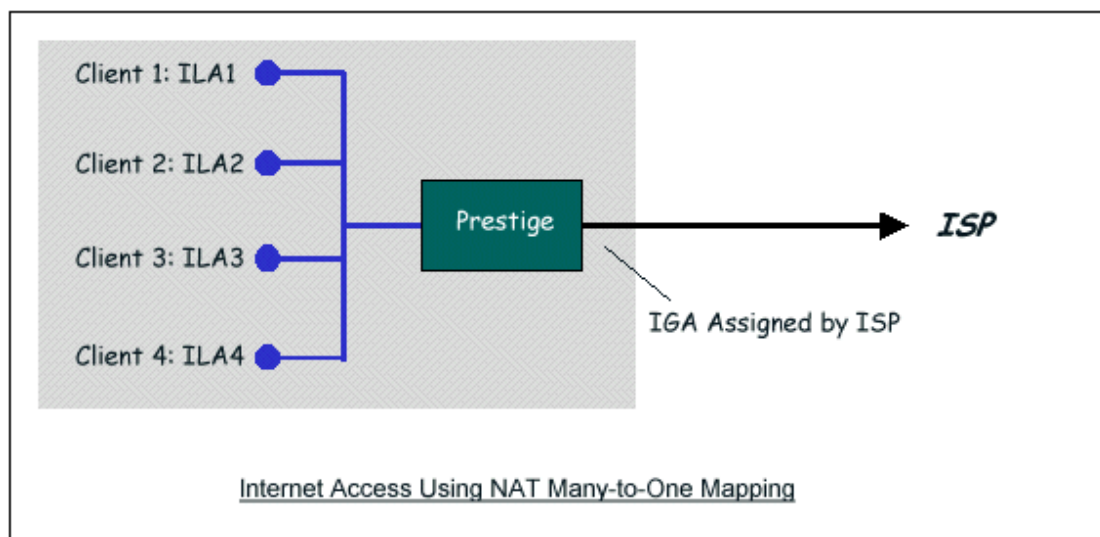 Client 1: ILA1
Client 2: ILA2
Prestige
ISP
Client 3: ILA3
IGA Assigned by ISP
Client 4: ILA4
Internet Access Using NAT Many-to-One Mapping